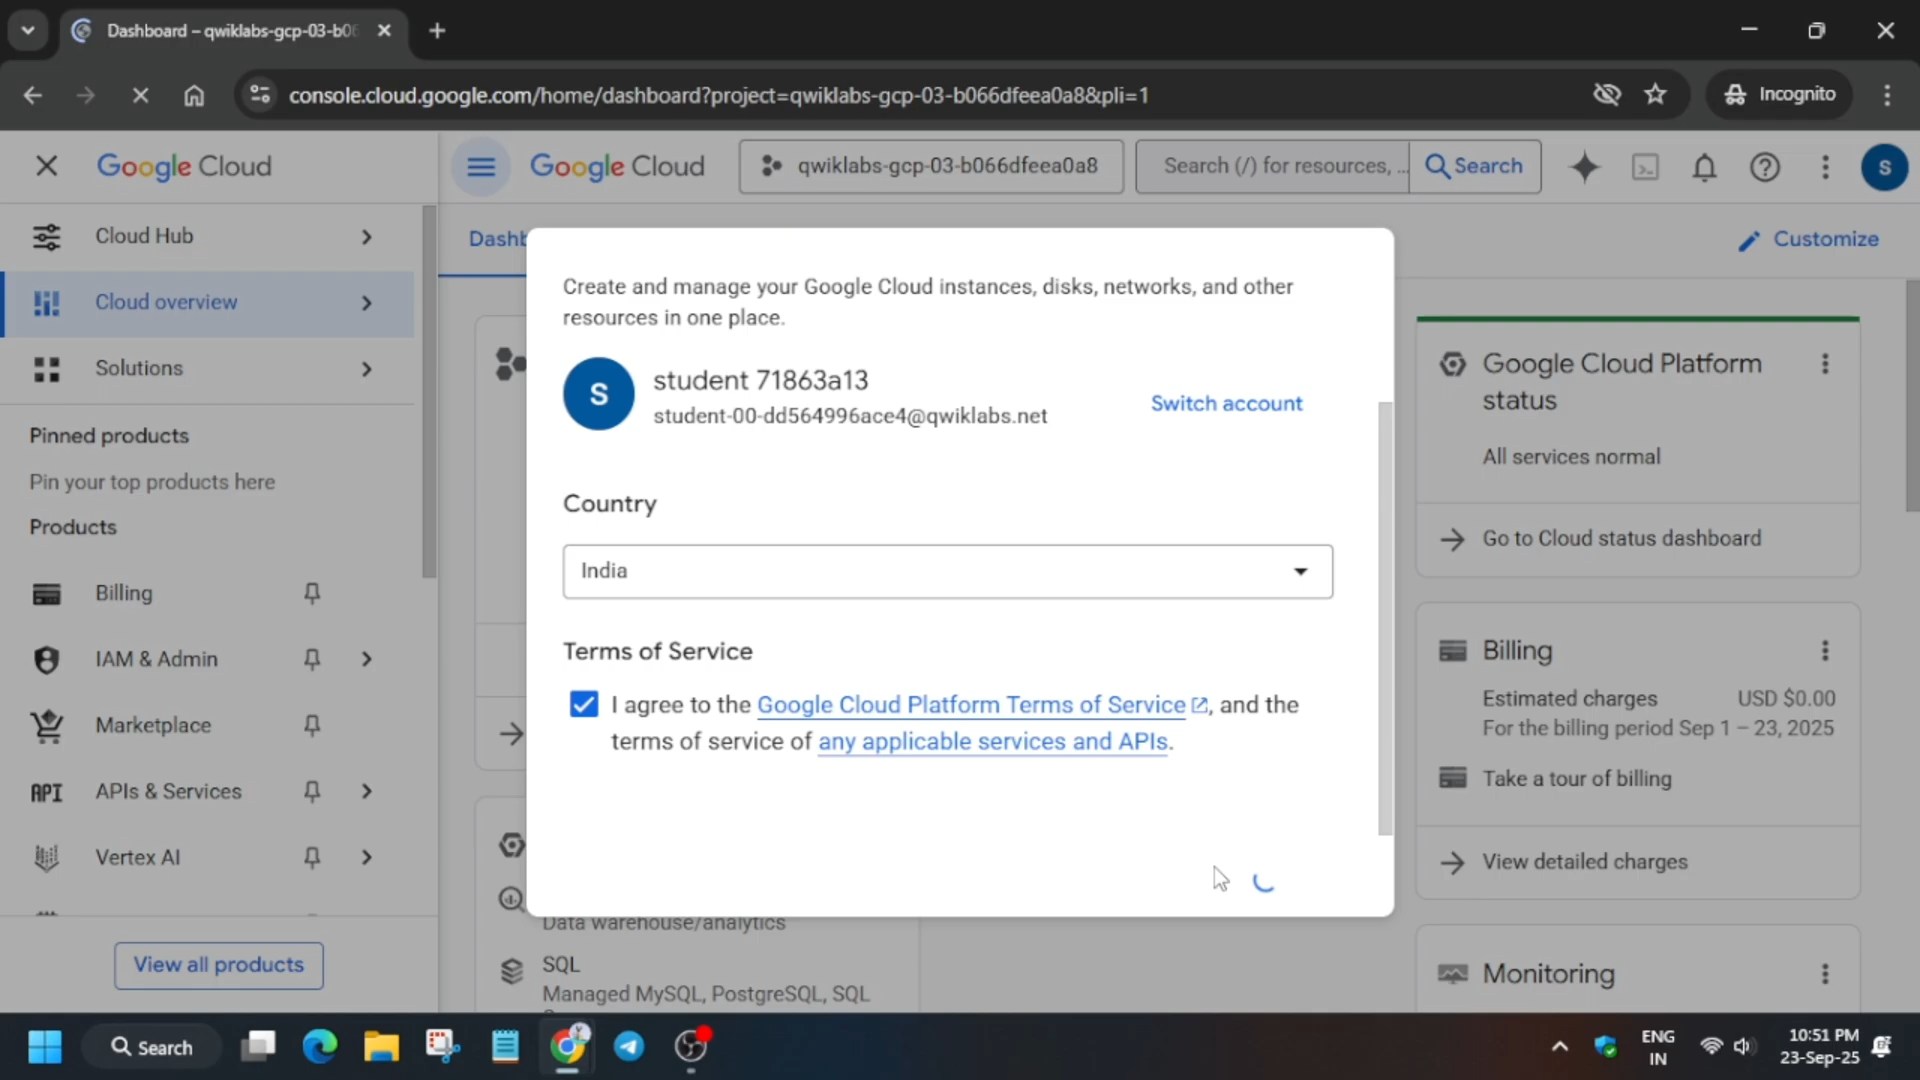 Dashboard – qwiklabs-gcp-03-b06
console.cloud.google.com/home/dashboard?project=qwiklabs-gcp-03-b066dfeea0a8&pli=1
Incognito
Google Cloud
Google Cloud
qwiklabs-gcp-03-b066dfeea0a8
Search (/) for resources, ...
Search
S
Cloud Hub
Cloud overview
Solutions
Pinned products
Pin your top products here
Products
Billing
IAM & Admin
Marketplace
API APIs & Services
Vertex AI
View all products
Dashb
Customize
Create and manage your Google Cloud instances, disks, networks, and other
resources in one place.
S
student 71863a13
student-00-dd564996ace4@qwiklabs.net
Switch account
Country
India
Terms of Service
I agree to the Google Cloud Platform Terms of Service, and the
terms of service of any applicable services and APIs.
Data warehouse/analytics
SQL
Managed MySQL, PostgreSQL, SQL
Google Cloud Platform
status
All services normal
Go to Cloud status dashboard
Billing
Estimated charges USD $0.00
For the billing period Sep 1 – 23, 2025
Take a tour of billing
View detailed charges
Monitoring
Search
ENG
IN
10:51 PM
23-Sep-25